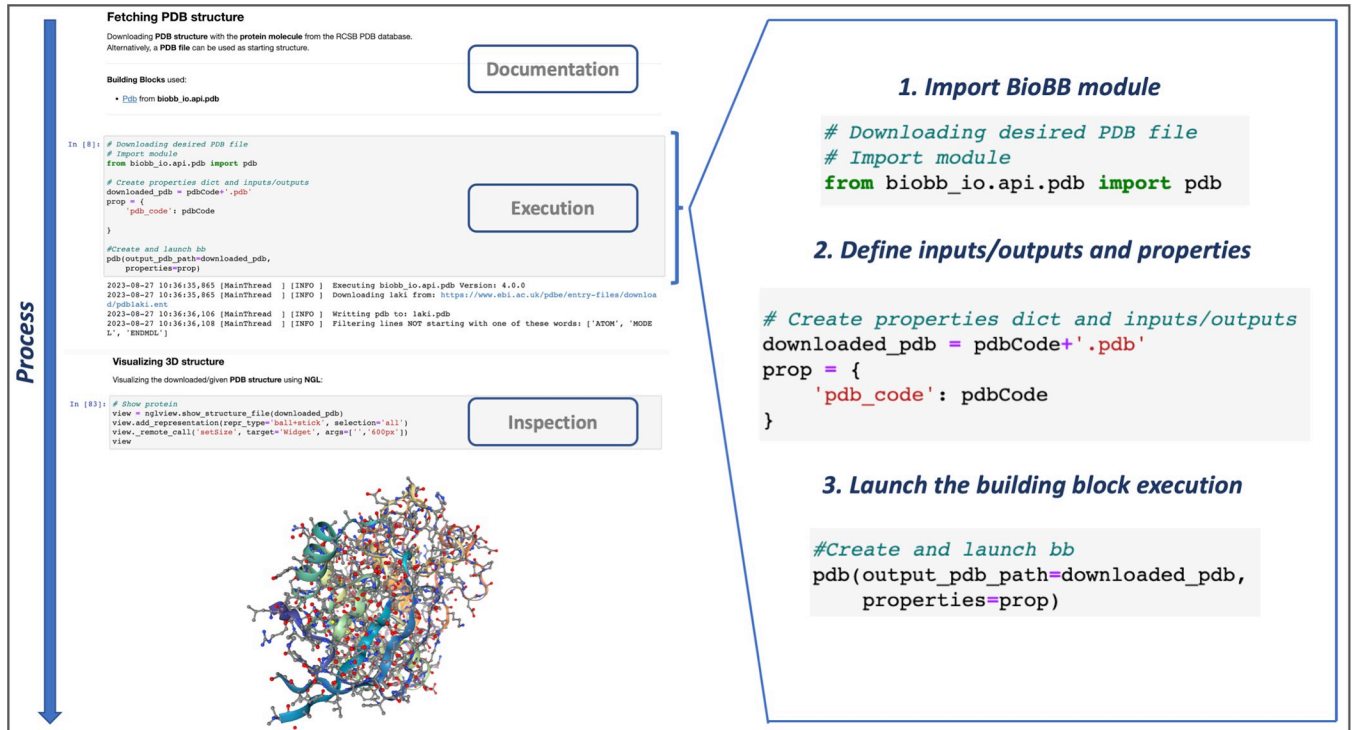 Process
Fetching PDB structure
Downloading PDB structure with the protein molecule from the RCSB PDB database.
Alternatively, a PDB file can be used as starting structure.
Documentation
Building Blocks used:
• Pdb from biobb_io.api.pdb
In [8]:
# Downloading desired PDB file
# Import module
from biobb_io.api.pdb import pdb
# Create properties dict and inputs/outputs
downloaded_pdb = pdbCode+'.pdb'
prop = {
'pdb_code': pdbCode
}
Execution
#Create and launch bb
pdb(output_pdb_path=downloaded_pdb,
properties=prop)
2023-08-27 10:36:35,865 [MainThread  ] [INFO ]  Executing biobb_io.api.pdb Version: 4.0.0
2023-08-27 10:36:35,865 [MainThread  ] [INFO ]  Downloading 1aki from: https://www.ebi.ac.uk/pdbe/entry-files/downloa
d/pdb1aki.ent
2023-08-27 10:36:36,106 [MainThread  ] [INFO ]  Writting pdb to: 1aki.pdb
2023-08-27 10:36:36,108 [MainThread  ] [INFO ]  Filtering lines NOT starting with one of these words: ['ATOM', 'MODE
L', 'ENDMDL']
Visualizing 3D structure
Visualizing the downloaded/given PDB structure using NGL:
In [83]:
# Show protein
view = nglview.show_structure_file(downloaded_pdb)
view.add_representation(repr_type='ball+stick', selection='all')
view._remote_call('setSize', target='Widget', args=['','600px'])
view
Inspection
1. Import BioBB module
# Downloading desired PDB file
# Import module
from biobb_io.api.pdb import pdb
2. Define inputs/outputs and properties
# Create properties dict and inputs/outputs
downloaded_pdb = pdbCode+'.pdb'
prop = {
'pdb_code': pdbCode
}
3. Launch the building block execution
#Create and launch bb
pdb(output_pdb_path=downloaded_pdb,
properties=prop)